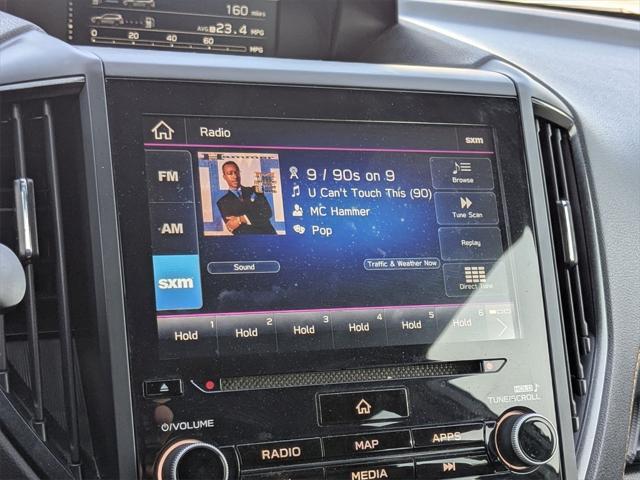 160 miles
AVG 23.4 MPG
0 20 40 60 MPG
Radio
sxm
FM
AM
sxm
9 / 90s on 9
U Can't Touch This (90)
MC Hammer
Pop
Browse
Tune Scan
Replay
Direct Tune
Sound
Traffic & Weather Now
Hold 1
Hold 2
Hold 3
Hold 4
Hold 5
Hold 6
VOLUME
HOLD
TUNE/SCROLL
RADIO
MAP
APPS
MEDIA